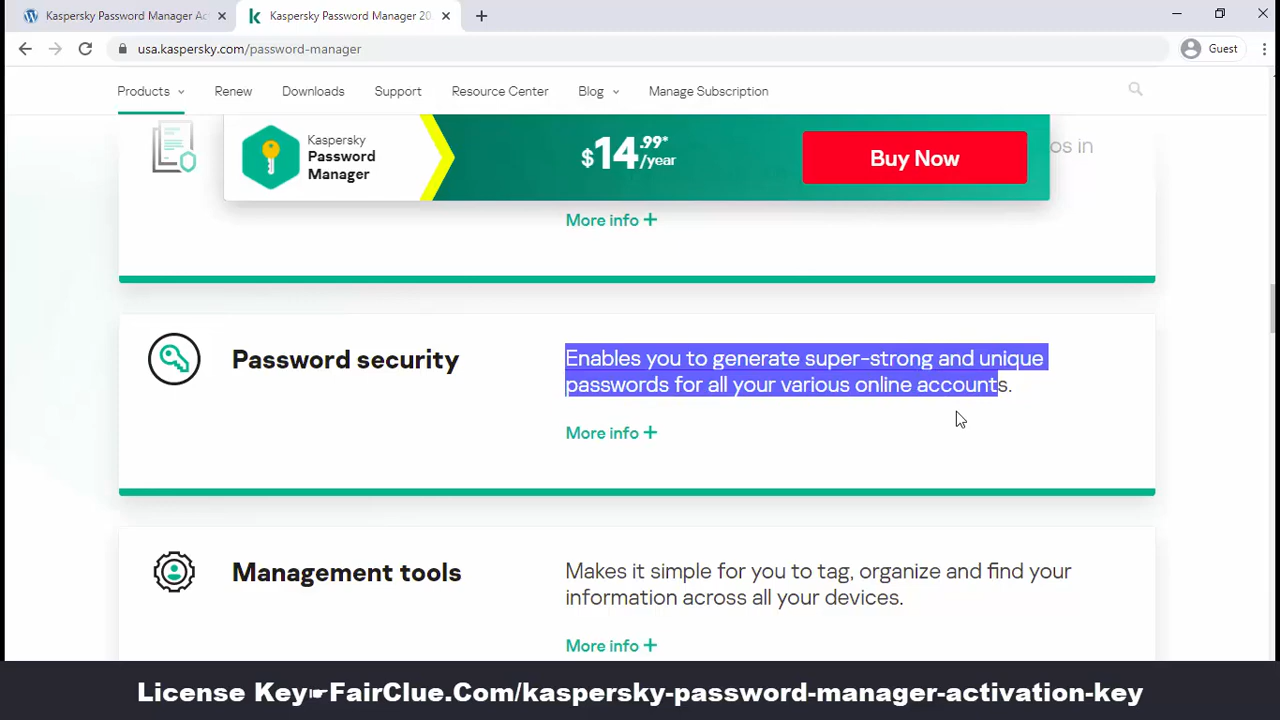 Kaspersky Password Manager Ac
Kaspersky Password Manager 20
usa.kaspersky.com/password-manager
Guest
Products
Renew
Downloads
Support
Resource Center
Blog
Manage Subscription
Kaspersky
Password
Manager
$14.99*
/year
Buy Now
os in
More info +
Password security
Enables you to generate super-strong and unique
passwords for all your various online accounts.
More info +
Management tools
Makes it simple for you to tag, organize and find your
information across all your devices.
More info +
License Key☛FairClue.Com/kaspersky-password-manager-activation-key